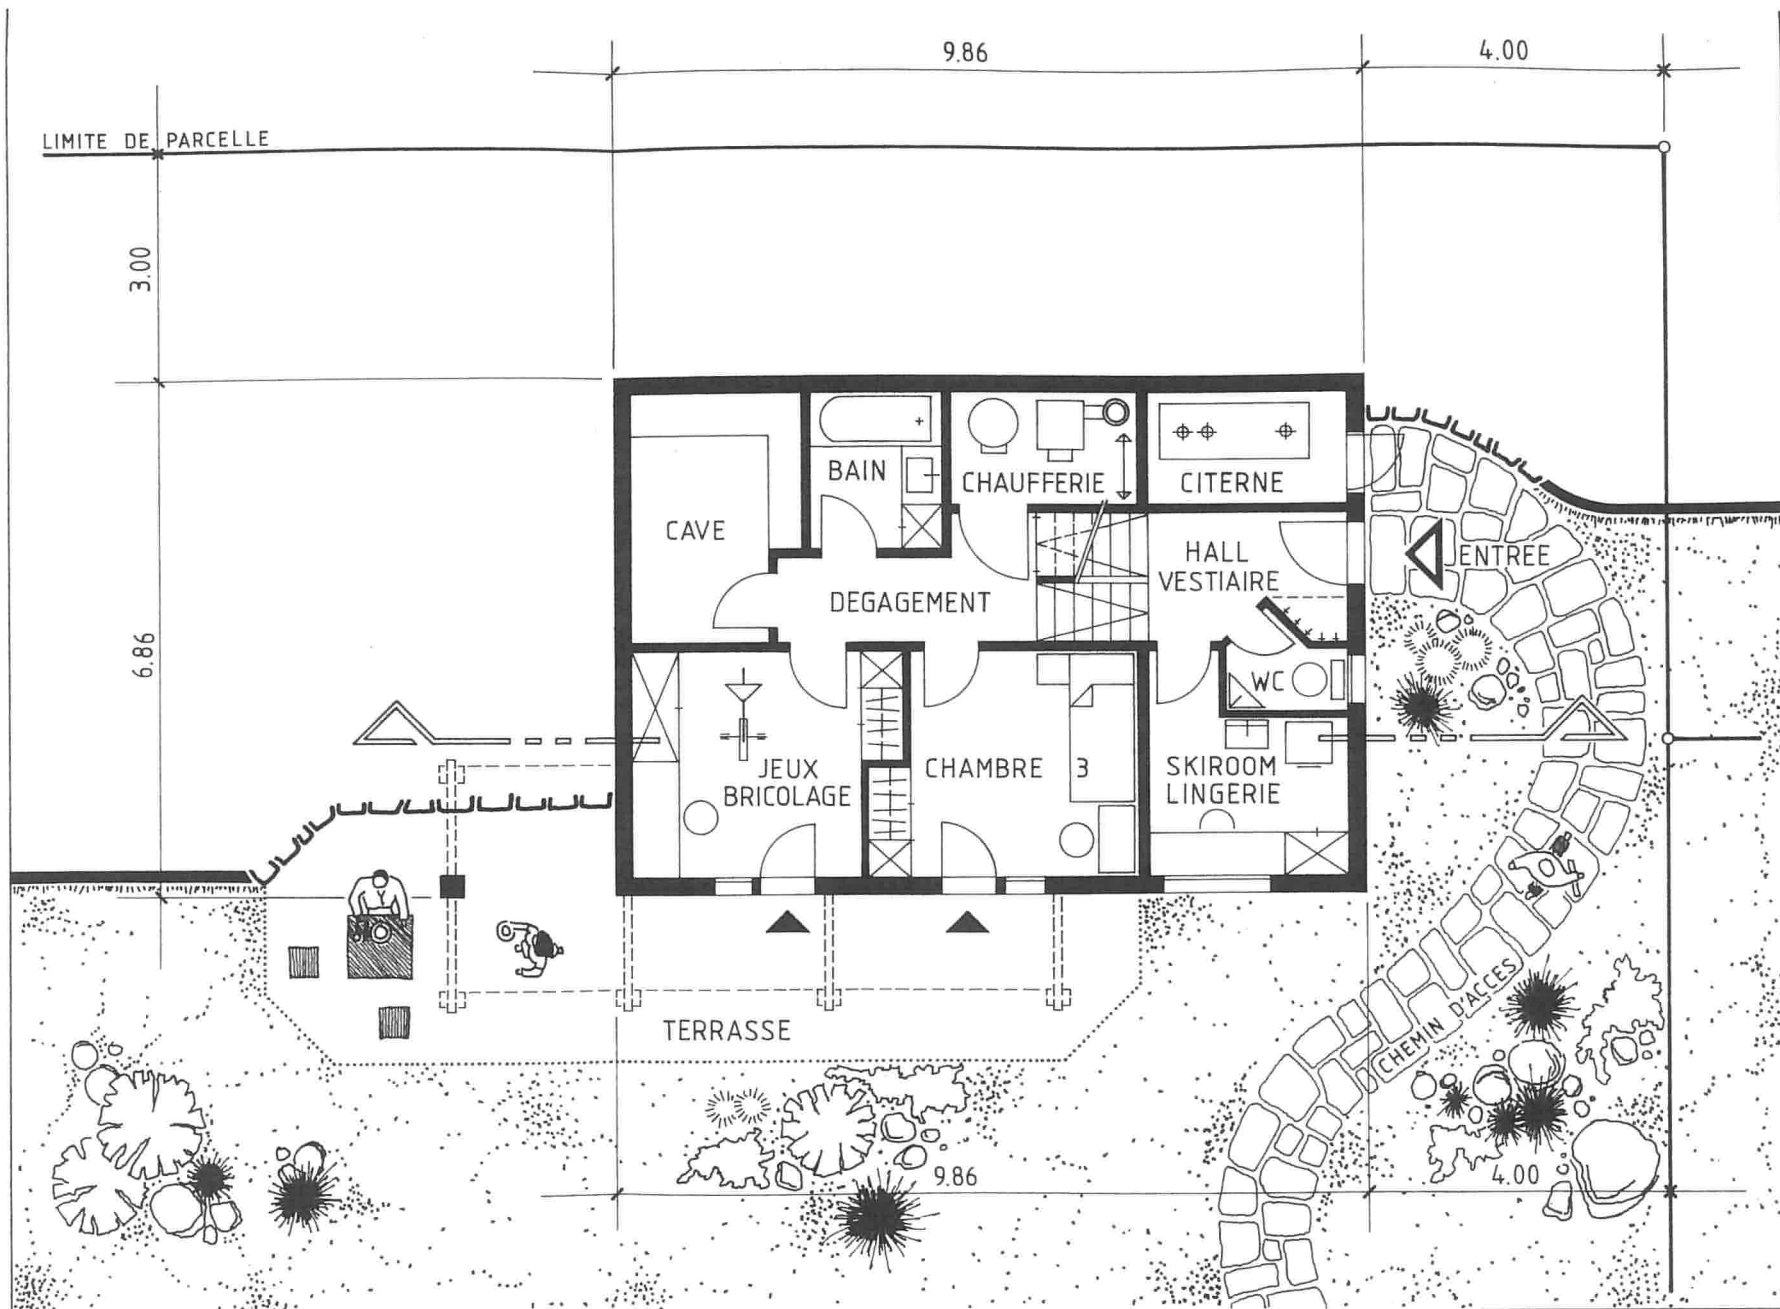 9.86
4.00
LIMITE DE PARCELLE
3.00
BAIN
CHAUFFERIE
CITERNE
CAVE
HALL
VESTIAIRE
ENTREE
DEGAGEMENT
6.86
WC
JEUX
BRICOLAGE
CHAMBRE 3
SKIROOM
LINGERIE
CHEMIN D'ACCES
TERRASSE
9.86
4.00